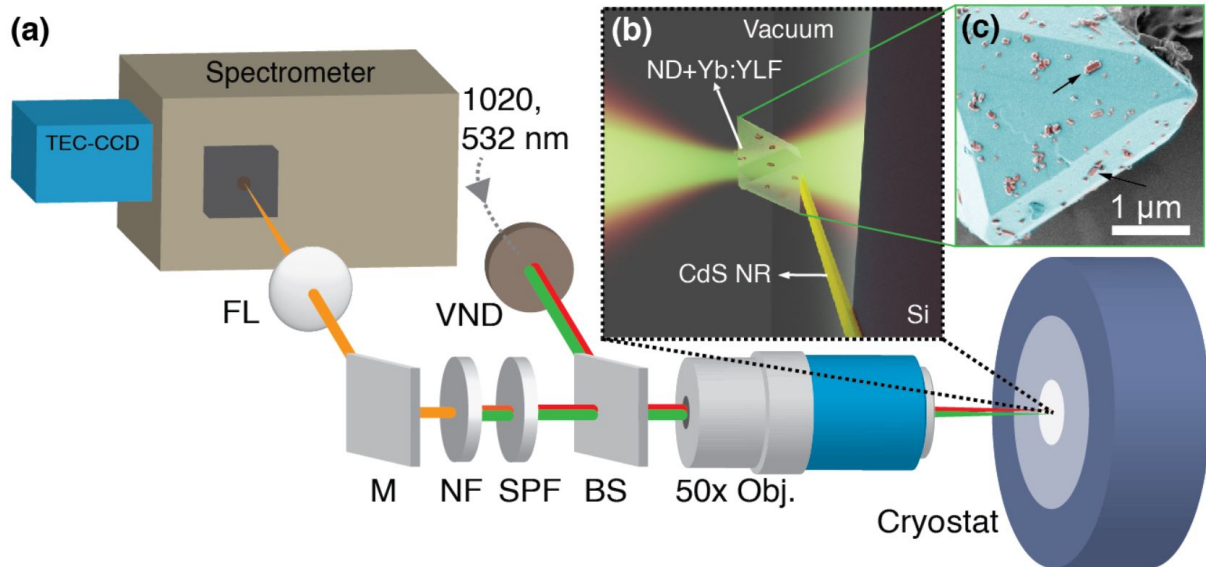 (a)
Spectrometer
TEC-CCD
1020,
532 nm
FL
VND
M
NF
SPF
BS
50x Obj.
Cryostat
(b)
Vacuum
ND+Yb:YLF
CdS NR
Si
(c)
1 µm